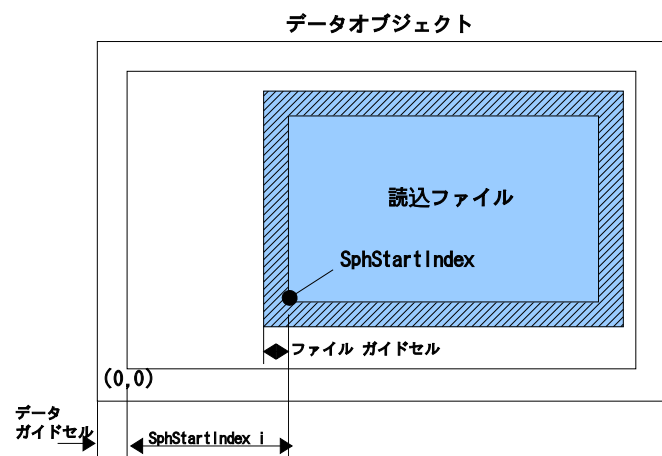 データオブジェクト
読込ファイル
SphStartIndex
ファイル ガイドセル
(0,0)
データ
ガイドセル
SphStartIndex i